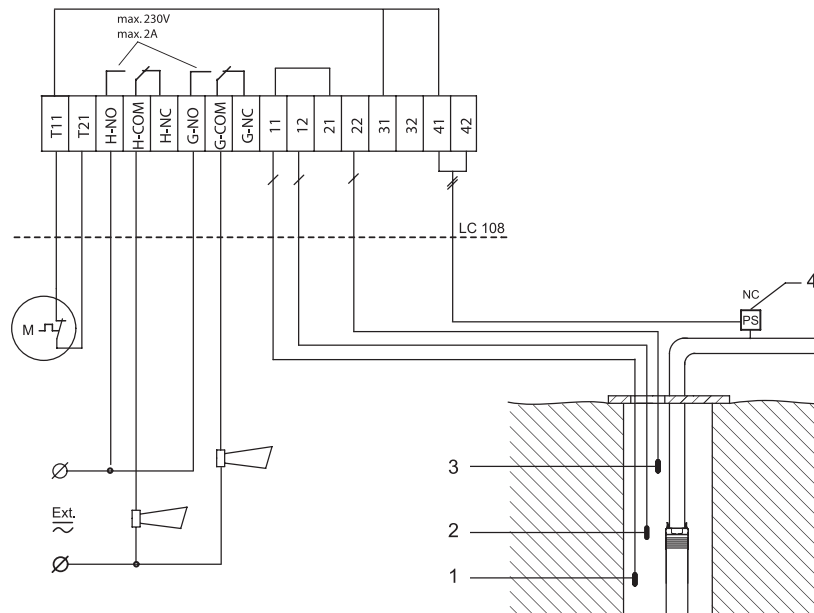 max. 230V
max. 2A
T11
T21
H-NO
H-COM
H-NC
G-NO
G-COM
G-NC
11
12
21
22
31
32
41
42
LC 108
M
NC
4
PS
3
2
1
Ext.